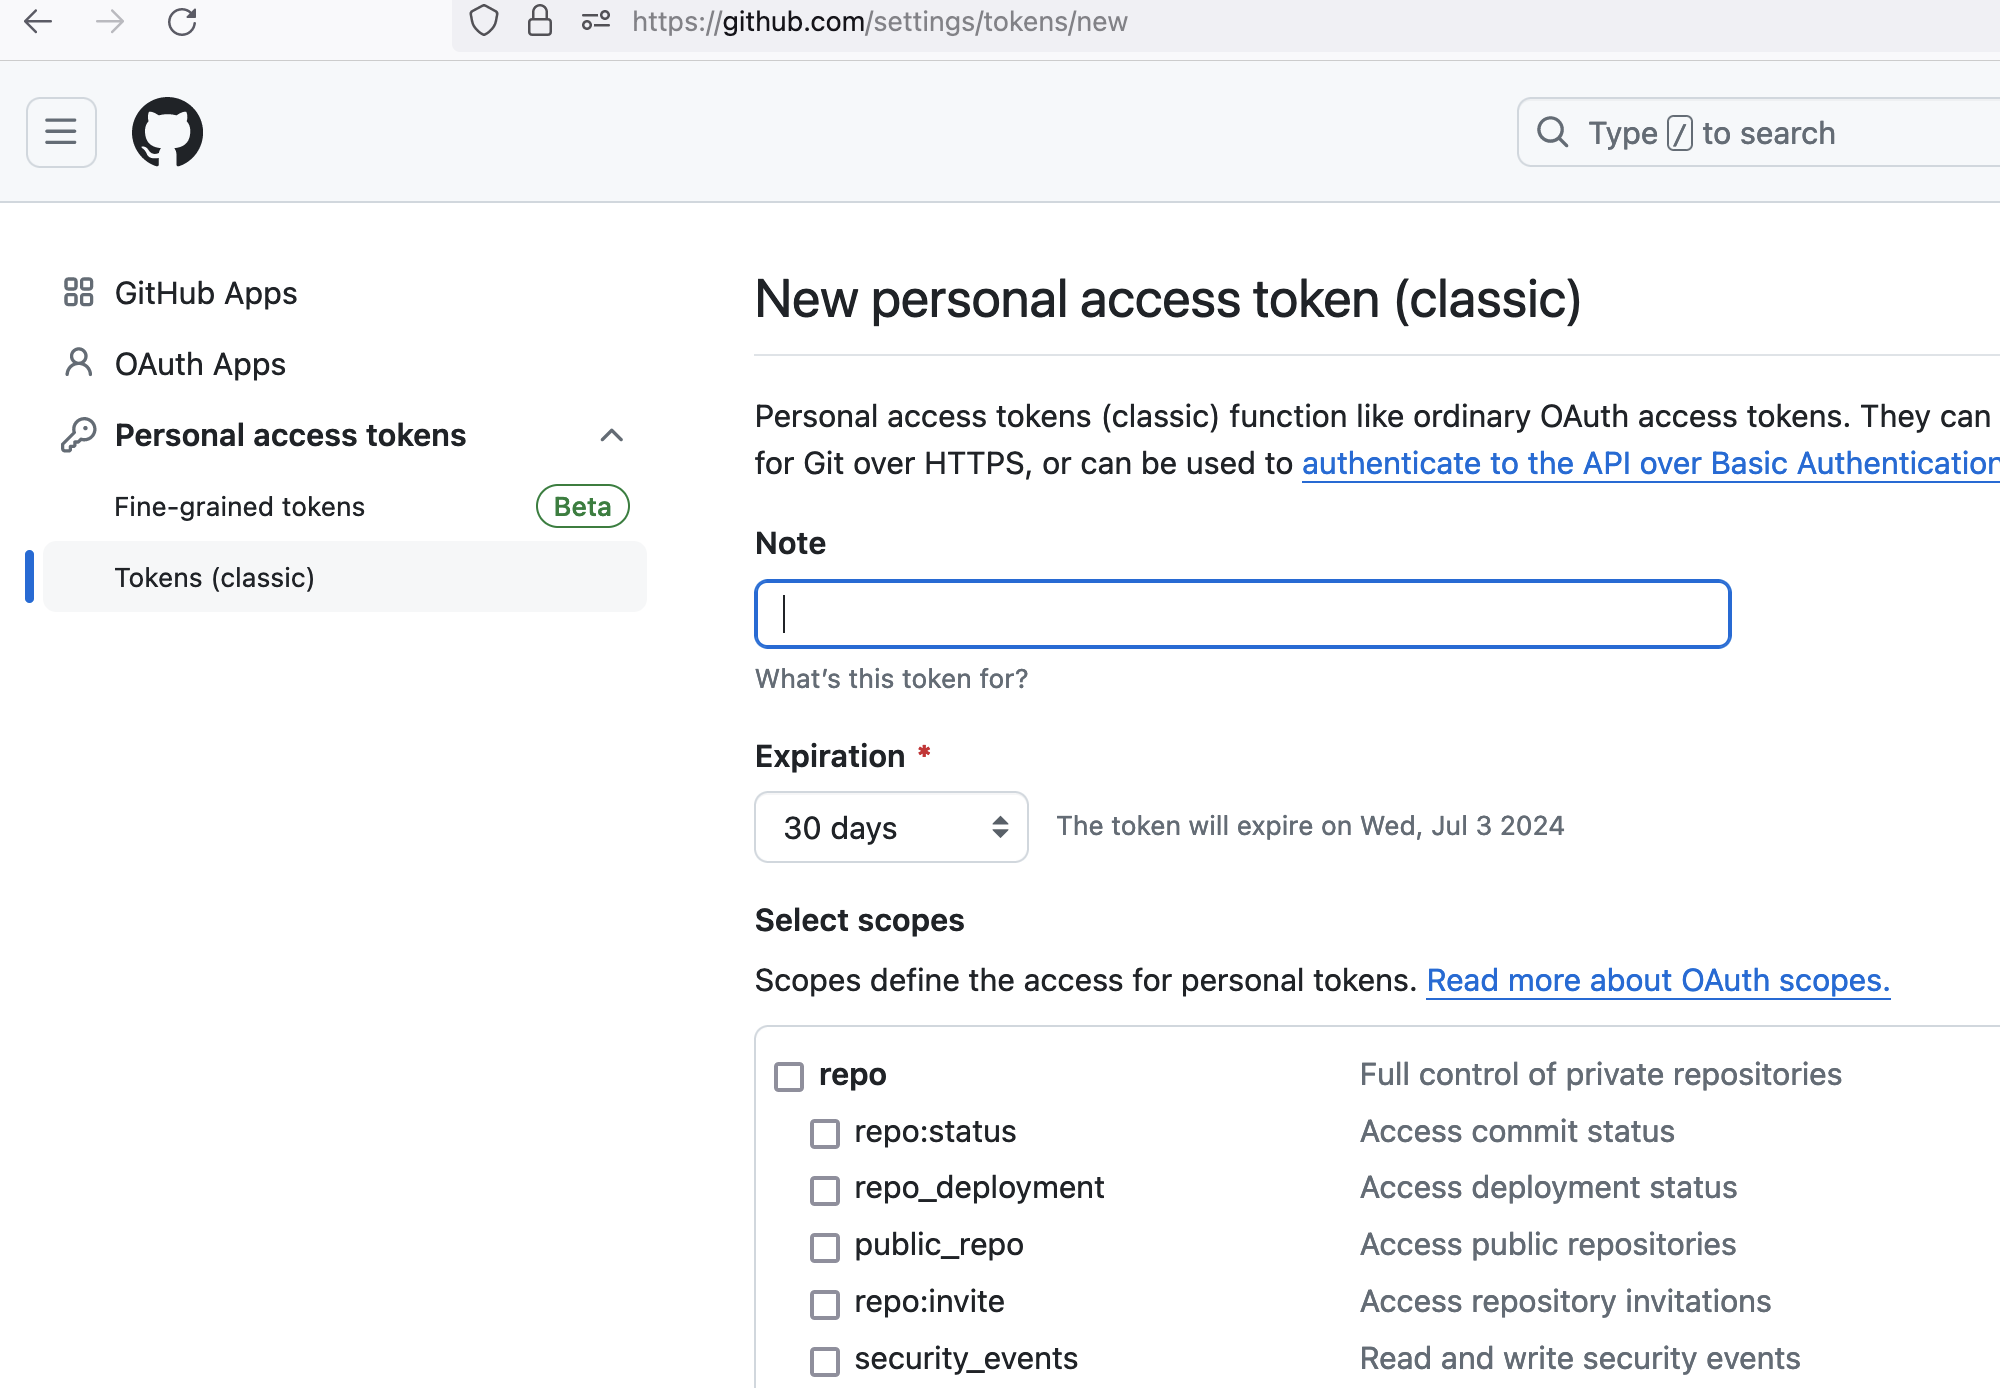 https://github.com/settings/tokens/new
Type / to search
GitHub Apps
OAuth Apps
Personal access tokens
Fine-grained tokens Beta
Tokens (classic)
New personal access token (classic)
Personal access tokens (classic) function like ordinary OAuth access tokens. They can
for Git over HTTPS, or can be used to authenticate to the API over Basic Authentication
Note
What's this token for?
Expiration *
30 days The token will expire on Wed, Jul 3 2024
Select scopes
Scopes define the access for personal tokens. Read more about OAuth scopes.
repo Full control of private repositories
repo:status Access commit status
repo_deployment Access deployment status
public_repo Access public repositories
repo:invite Access repository invitations
security_events Read and write security events